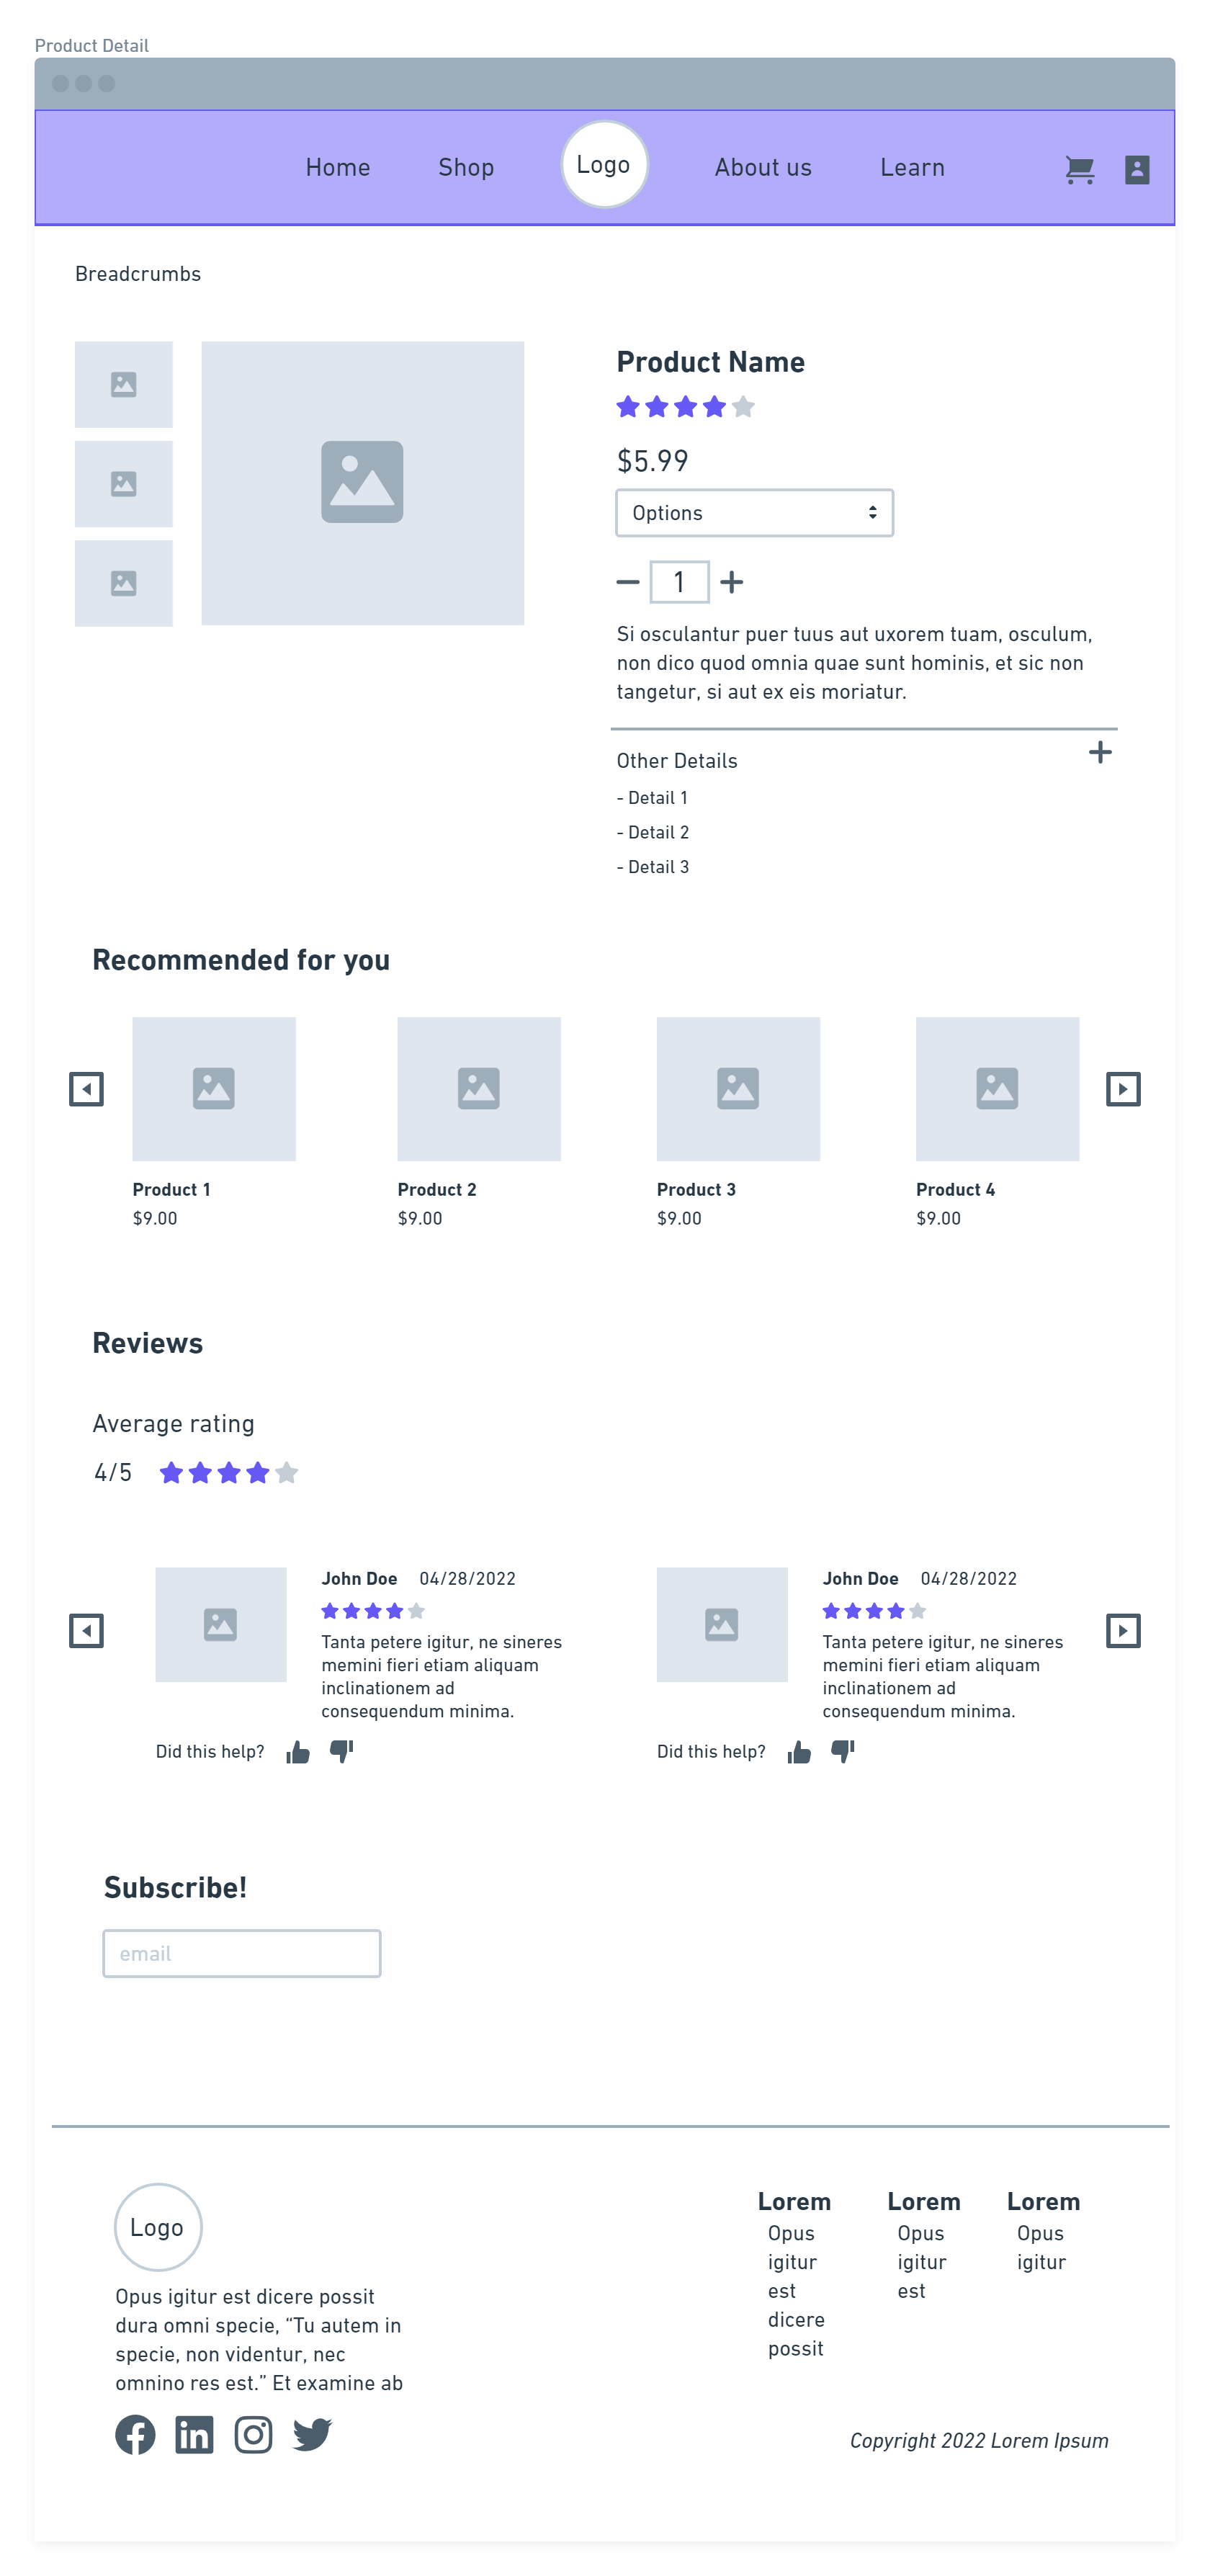 Product Detail
Home Shop Logo About us Learn
Breadcrumbs
Product Name
$5.99
Options
1
Si osculantur puer tuus aut uxorem tuam, osculum,
non dico quod omnia quae sunt hominis, et sic non
tangetur, si aut ex eis moriatur.
Other Details
- Detail 1
- Detail 2
- Detail 3
Recommended for you
Product 1
$9.00
Product 2
$9.00
Product 3
$9.00
Product 4
$9.00
Reviews
Average rating
4/5
John Doe 04/28/2022
Tanta petere igitur, ne sineres
memini fieri etiam aliquam
inclinationem ad
consequendum minima.
Did this help?
John Doe 04/28/2022
Tanta petere igitur, ne sineres
memini fieri etiam aliquam
inclinationem ad
consequendum minima.
Did this help?
Subscribe!
email
Logo
Opus igitur est dicere possit
dura omni specie, “Tu autem in
specie, non videntur, nec
omnino res est.” Et examine ab
Lorem
Opus
igitur
est
dicere
possit
Lorem
Opus
igitur
est
Lorem
Opus
igitur
Copyright 2022 Lorem Ipsum